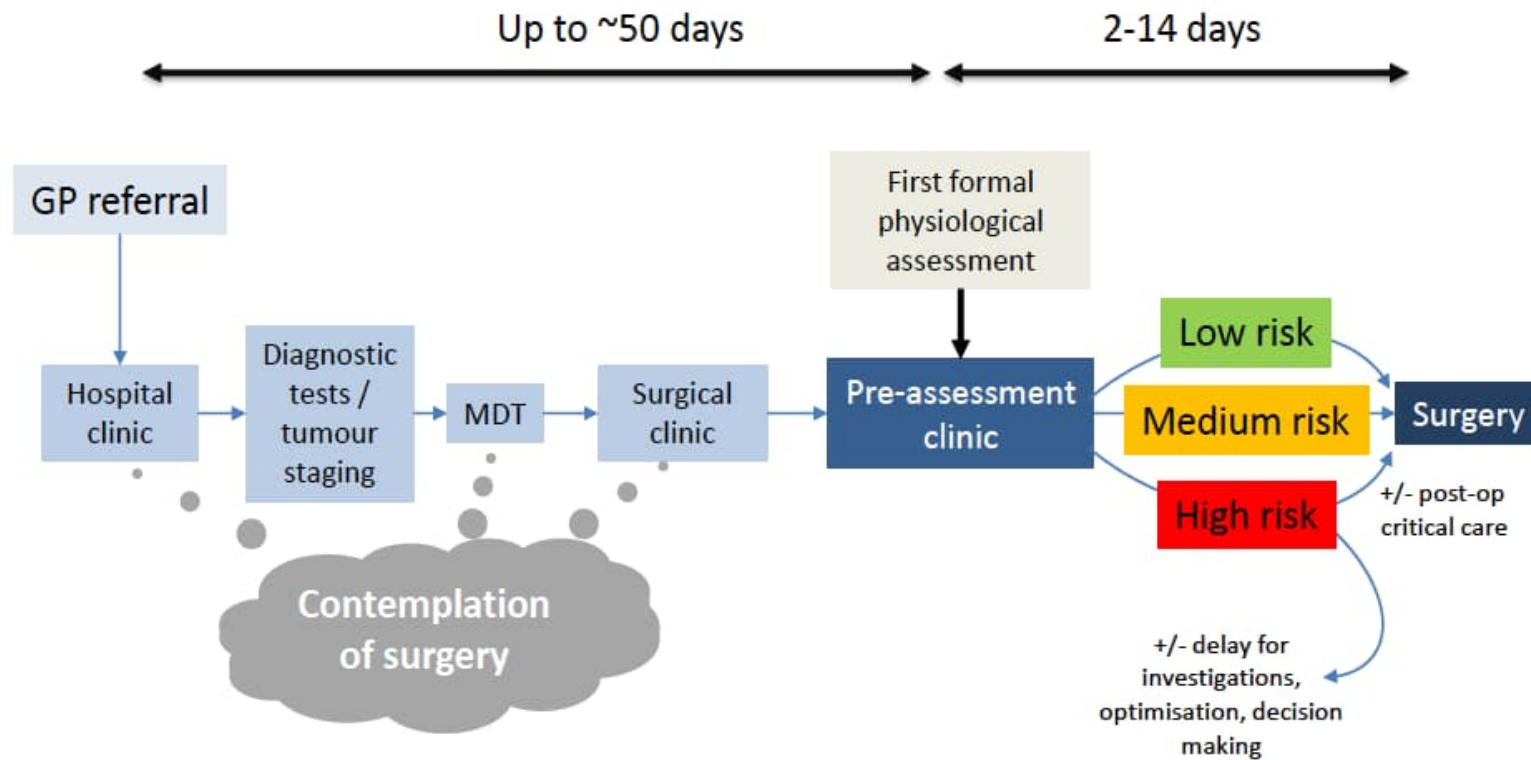 Up to ~50 days
2-14 days
GP referral
First formal
physiological
assessment
Hospital
clinic
Diagnostic
tests /
tumour
staging
MDT
Surgical
clinic
Pre-assessment
clinic
Low risk
Medium risk
High risk
Surgery
+/- post-op
critical care
Contemplation
of surgery
+/- delay for
investigations,
optimisation, decision
making